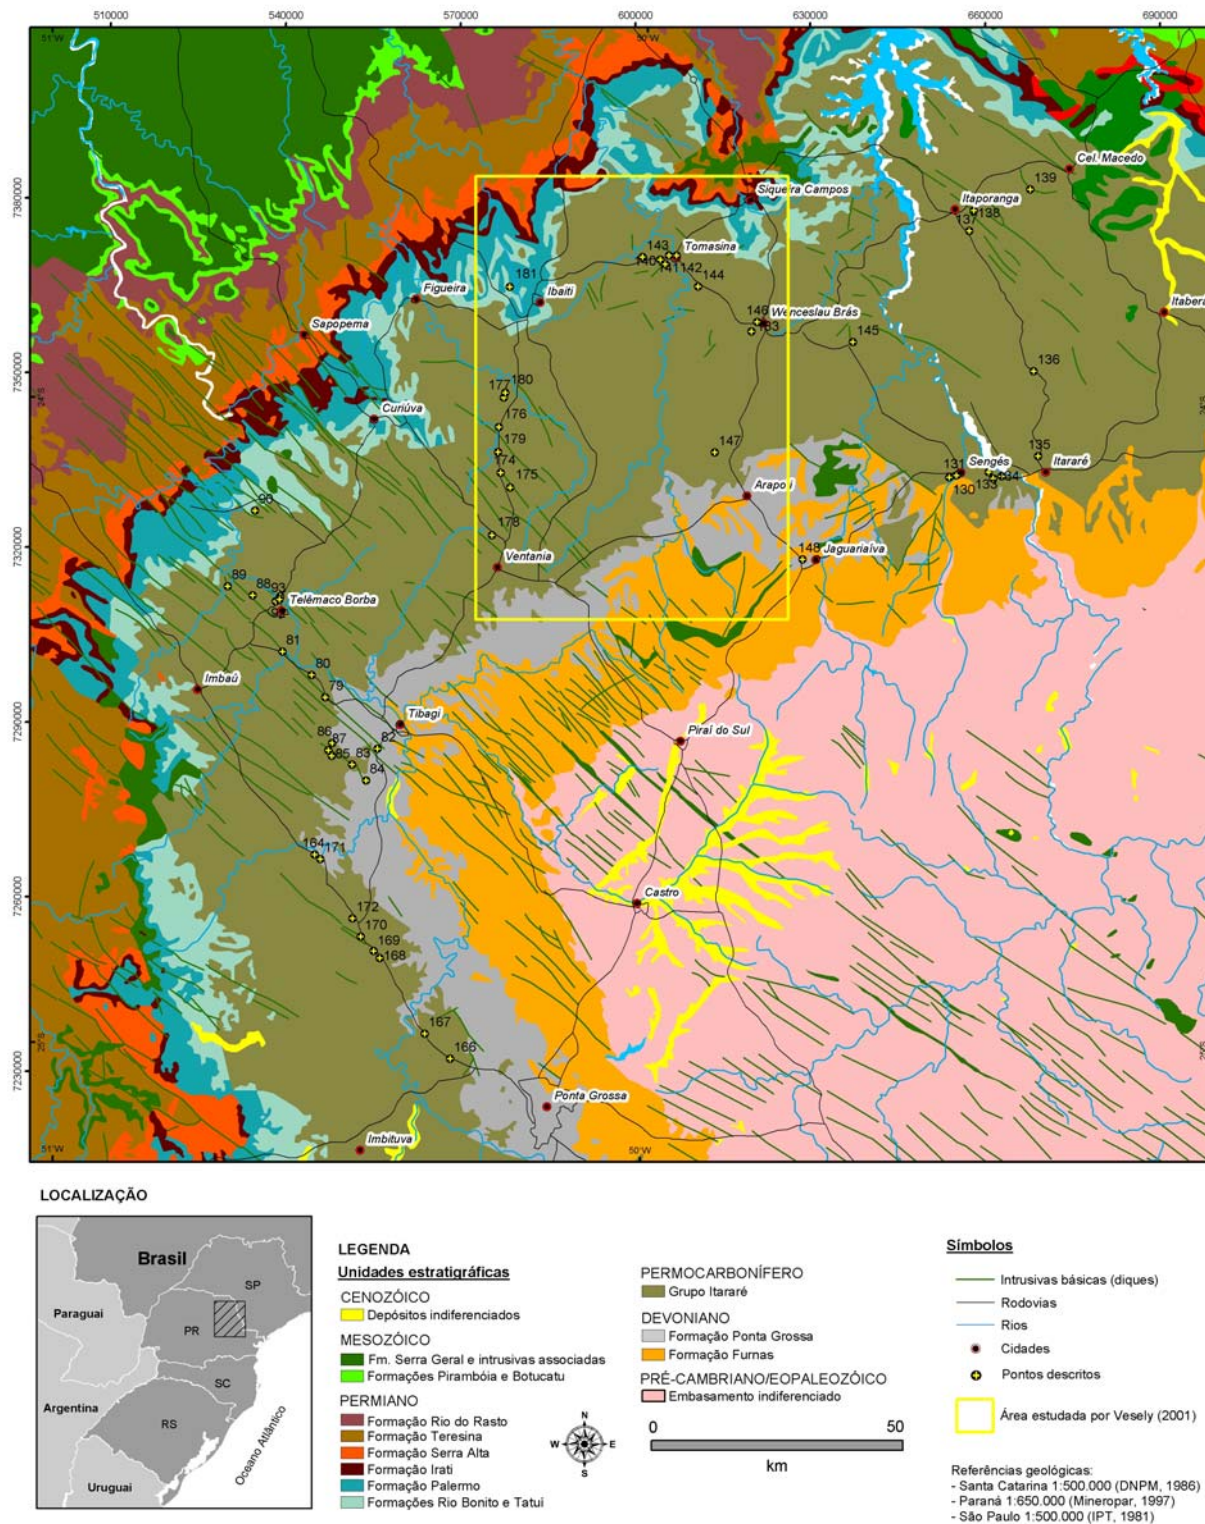 510000
540000
570000
600000
630000
660000
690000
51°W
50°W
7380000
7350000
7320000
7290000
7260000
7230000
24°S
24°S
25°S
25°S
Cel. Macedo
139
Siqueira Campos
Itaporanga
138
137
143
Tomasina
140
141
142
144
181
Ibaiti
Figueira
Itabera
146
Wenceslau Brás
Sapopema
145
136
180
177
Curiúva
176
179
147
135
174
131
Sengés
Itararé
175
130
133
Arapoti
90
178
Ventania
148
Jaguariaíva
89
88
93
Telêmaco Borba
81
80
Imbaú
79
Tibagi
86
87
82
Piraí do Sul
85
83
84
164
171
Castro
172
170
169
168
167
166
Ponta Grossa
Imbituva
51°W
50°W
LOCALIZAÇÃO
Brasil
SP
Paraguai
PR
SC
Argentina
RS
Oceano Atlântico
Uruguai
LEGENDA
Unidades estratigráficas
CENOZÓICO
Depósitos indiferenciados
MESOZÓICO
Fm. Serra Geral e intrusivas associadas
Formações Pirambóia e Botucatu
PERMIANO
Formação Rio do Rasto
Formação Teresina
Formação Serra Alta
Formação Irati
Formação Palermo
Formações Rio Bonito e Tatuí
PERMOCARBONÍFERO
Grupo Itararé
DEVONIANO
Formação Ponta Grossa
Formação Furnas
PRÉ-CAMBRIANO/EOPALEOZÓICO
Embasamento indiferenciado
0 50
km
N
W E
S
Símbolos
Intrusivas básicas (diques)
Rodovias
Rios
Cidades
Pontos descritos
Área estudada por Vesely (2001)
Referências geológicas:
- Santa Catarina 1:500.000 (DNPM, 1986)
- Paraná 1:650.000 (Mineropar, 1997)
- São Paulo 1:500.000 (IPT, 1981)